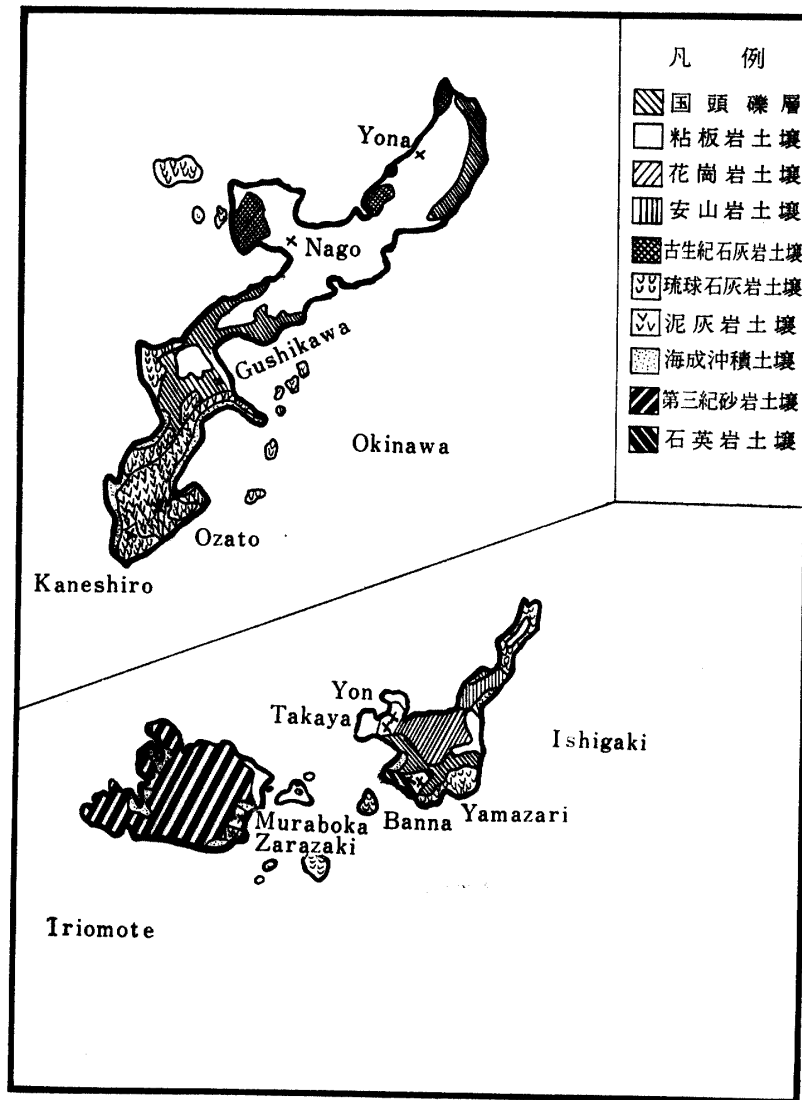 凡 例
国頭礫層
粘板岩土壌
花崗岩土壌
安山岩土壌
古生紀石灰岩土壌
琉球石灰岩土壌
泥灰岩土壌
海成沖積土壌
第三紀砂岩土壌
石英岩土壌
Yona
Nago
Gushikawa
Okinawa
Ozato
Kaneshiro
Yon
Takaya
Ishigaki
Muraboka
Banna
Yamazari
Zarazaki
Iriomote